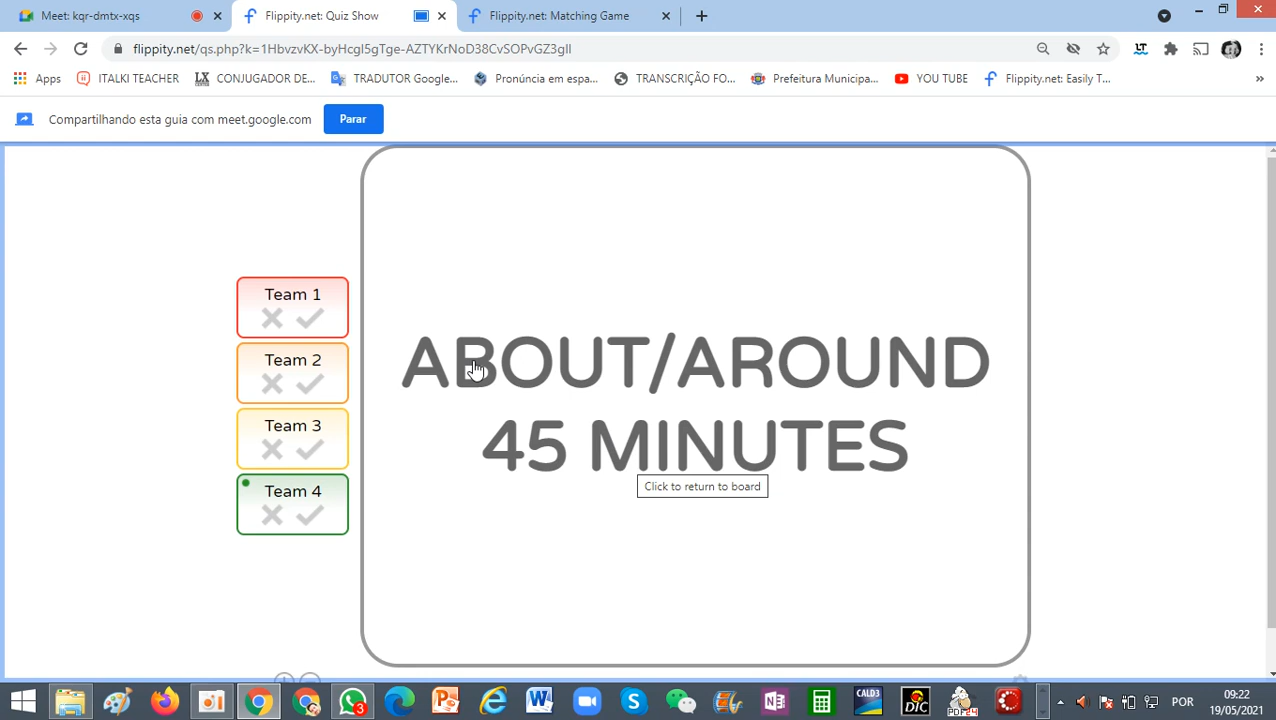 Meet: kqr-dmtx-xqs
Flippity.net: Quiz Show
Flippity.net: Matching Game
flippity.net/qs.php?k=1HbvzvKX-byHcgI5gTge-AZTYKrNoD38CvSOPvGZ3gII
Apps
ITALKI TEACHER
LX CONJUGADOR DE...
TRADUTOR Google...
Pronúncia em espa...
TRANSCRIÇÃO FO...
Prefeitura Municipa...
YOU TUBE
Flippity.net: Easily T...
»
Compartilhando esta guia com meet.google.com
Parar
Team 1
Team 2
Team 3
Team 4
ABOUT/AROUND
45 MINUTES
Click to return to board
POR
09:22
19/05/2021